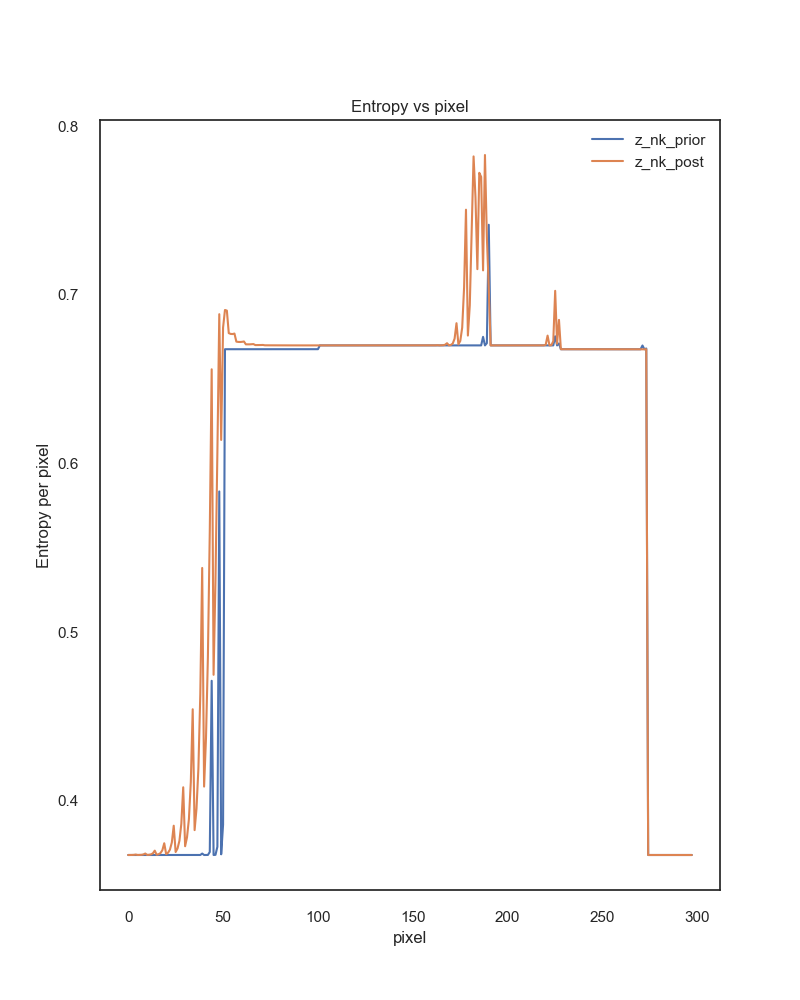 Entropy vs pixel
z_nk_prior
z_nk_post
0.8
0.7
0.6
0.5
0.4
Entropy per pixel
0 50 100 150 200 250 300
pixel